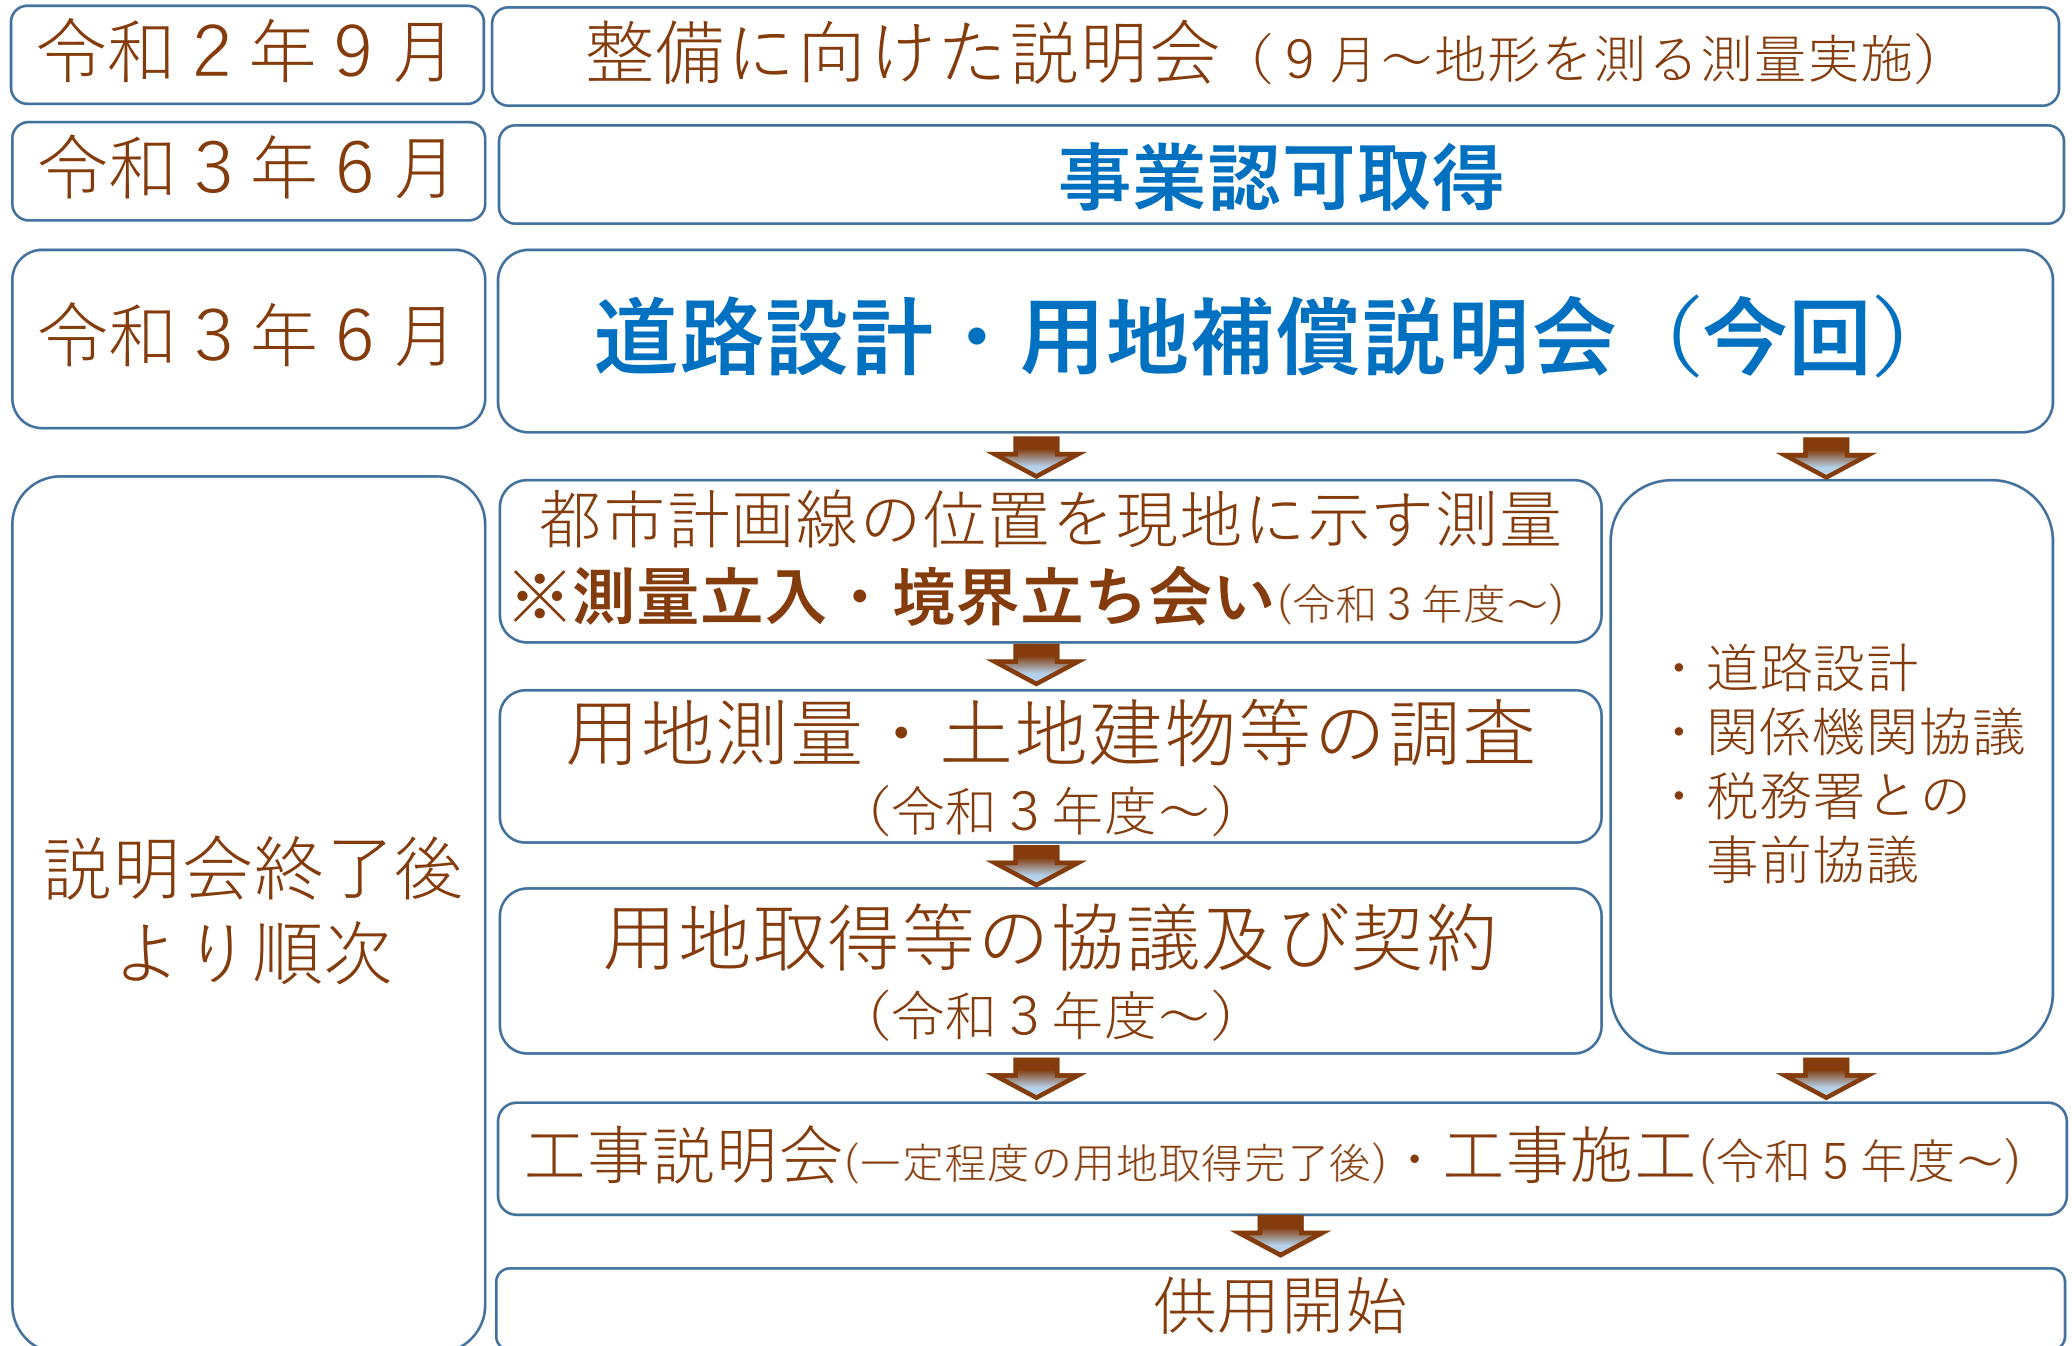 令和２年９月
整備に向けた説明会（９月～地形を測る測量実施）
令和３年６月
事業認可取得
令和３年６月
道路設計・用地補償説明会（今回）
説明会終了後
より順次
都市計画線の位置を現地に示す測量
※測量立入・境界立ち会い(令和３年度～)
用地測量・土地建物等の調査
（令和３年度～）
用地取得等の協議及び契約
（令和３年度～）
・道路設計
・関係機関協議
・税務署との
事前協議
工事説明会(一定程度の用地取得完了後)・工事施工(令和５年度～)
供用開始